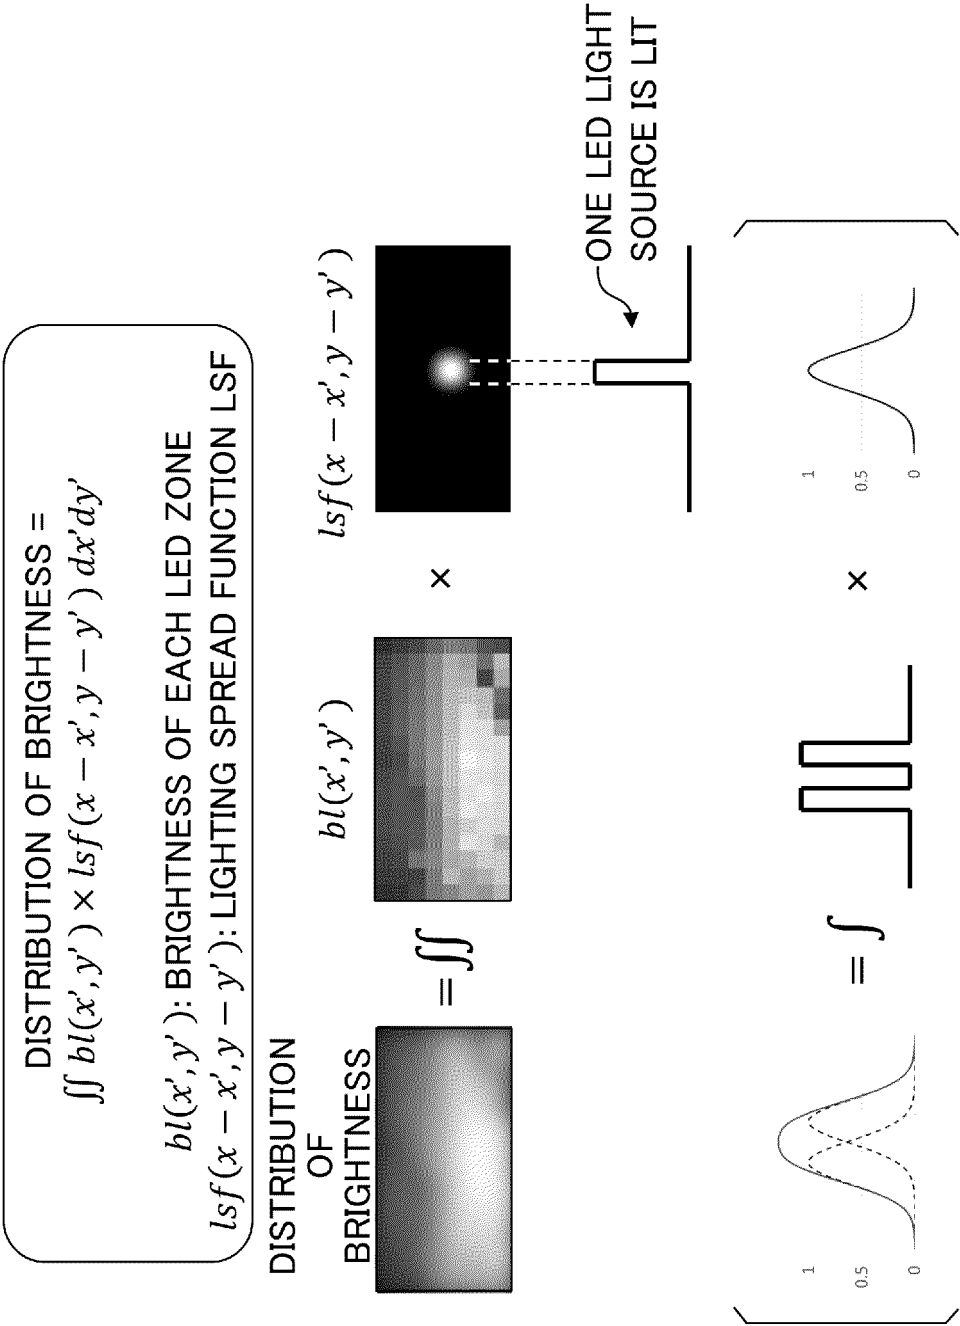 DISTRIBUTION OF BRIGHTNESS =
∬ bl(x′, y′) × lsf(x − x′, y − y′) dx′dy′
bl(x′, y′): BRIGHTNESS OF EACH LED ZONE
lsf(x − x′, y − y′): LIGHTING SPREAD FUNCTION LSF
DISTRIBUTION
OF
BRIGHTNESS
bl(x′, y′)
lsf(x − x′, y − y′)
= ∬
×
ONE LED LIGHT
SOURCE IS LIT
1
0.5
0
= ∫
×
1
0.5
0